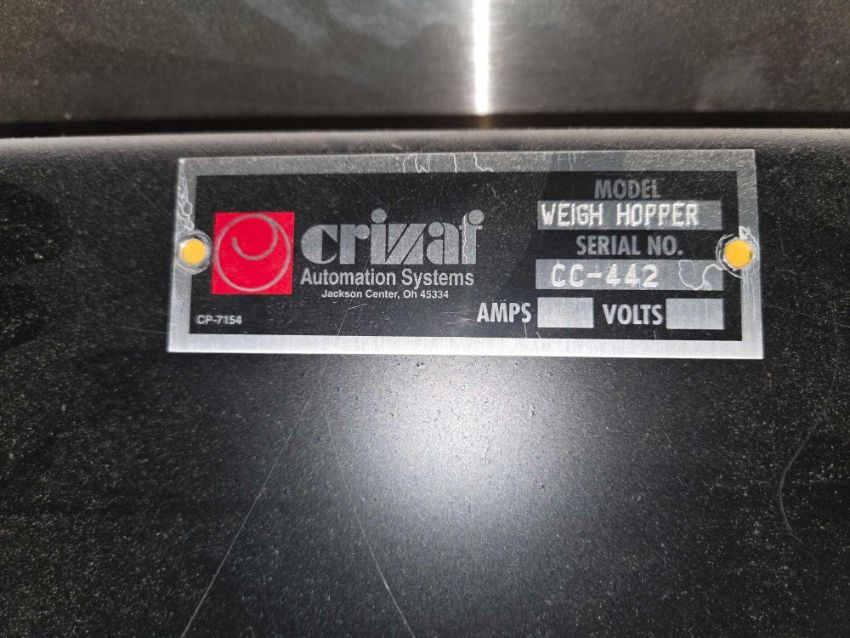 crizaf
Automation Systems
Jackson Center, Oh 45334
CP-7154
MODEL
WEIGH HOPPER
SERIAL NO.
CC-442
AMPS VOLTS